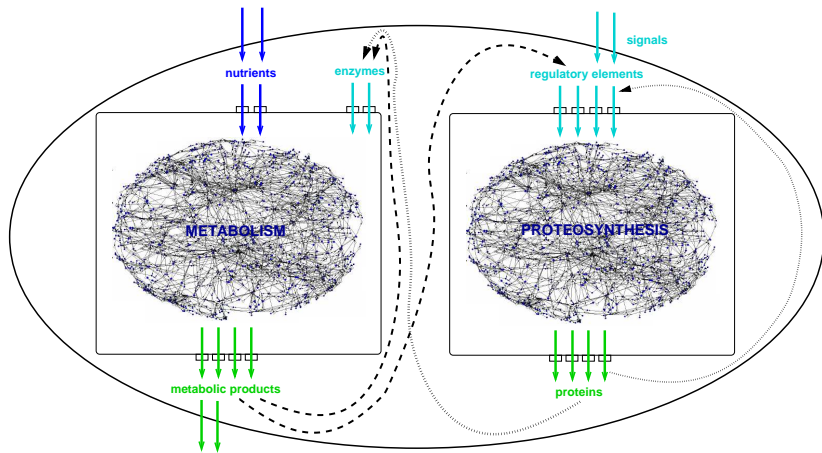 signals
nutrients
enzymes
regulatory elements
METABOLISM
PROTEOSYNTHESIS
metabolic products
proteins